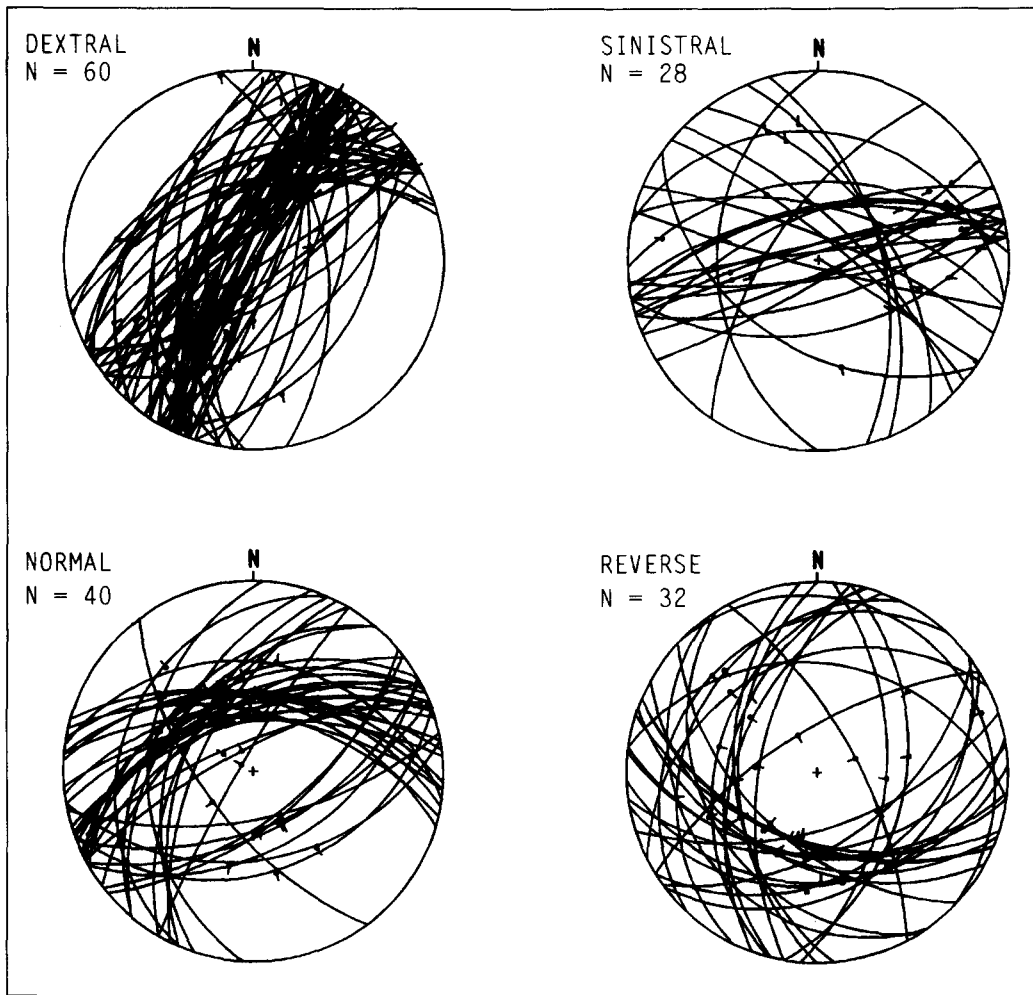 DEXTRAL
N = 60
N
SINISTRAL
N = 28
N
NORMAL
N = 40
N
REVERSE
N = 32
N